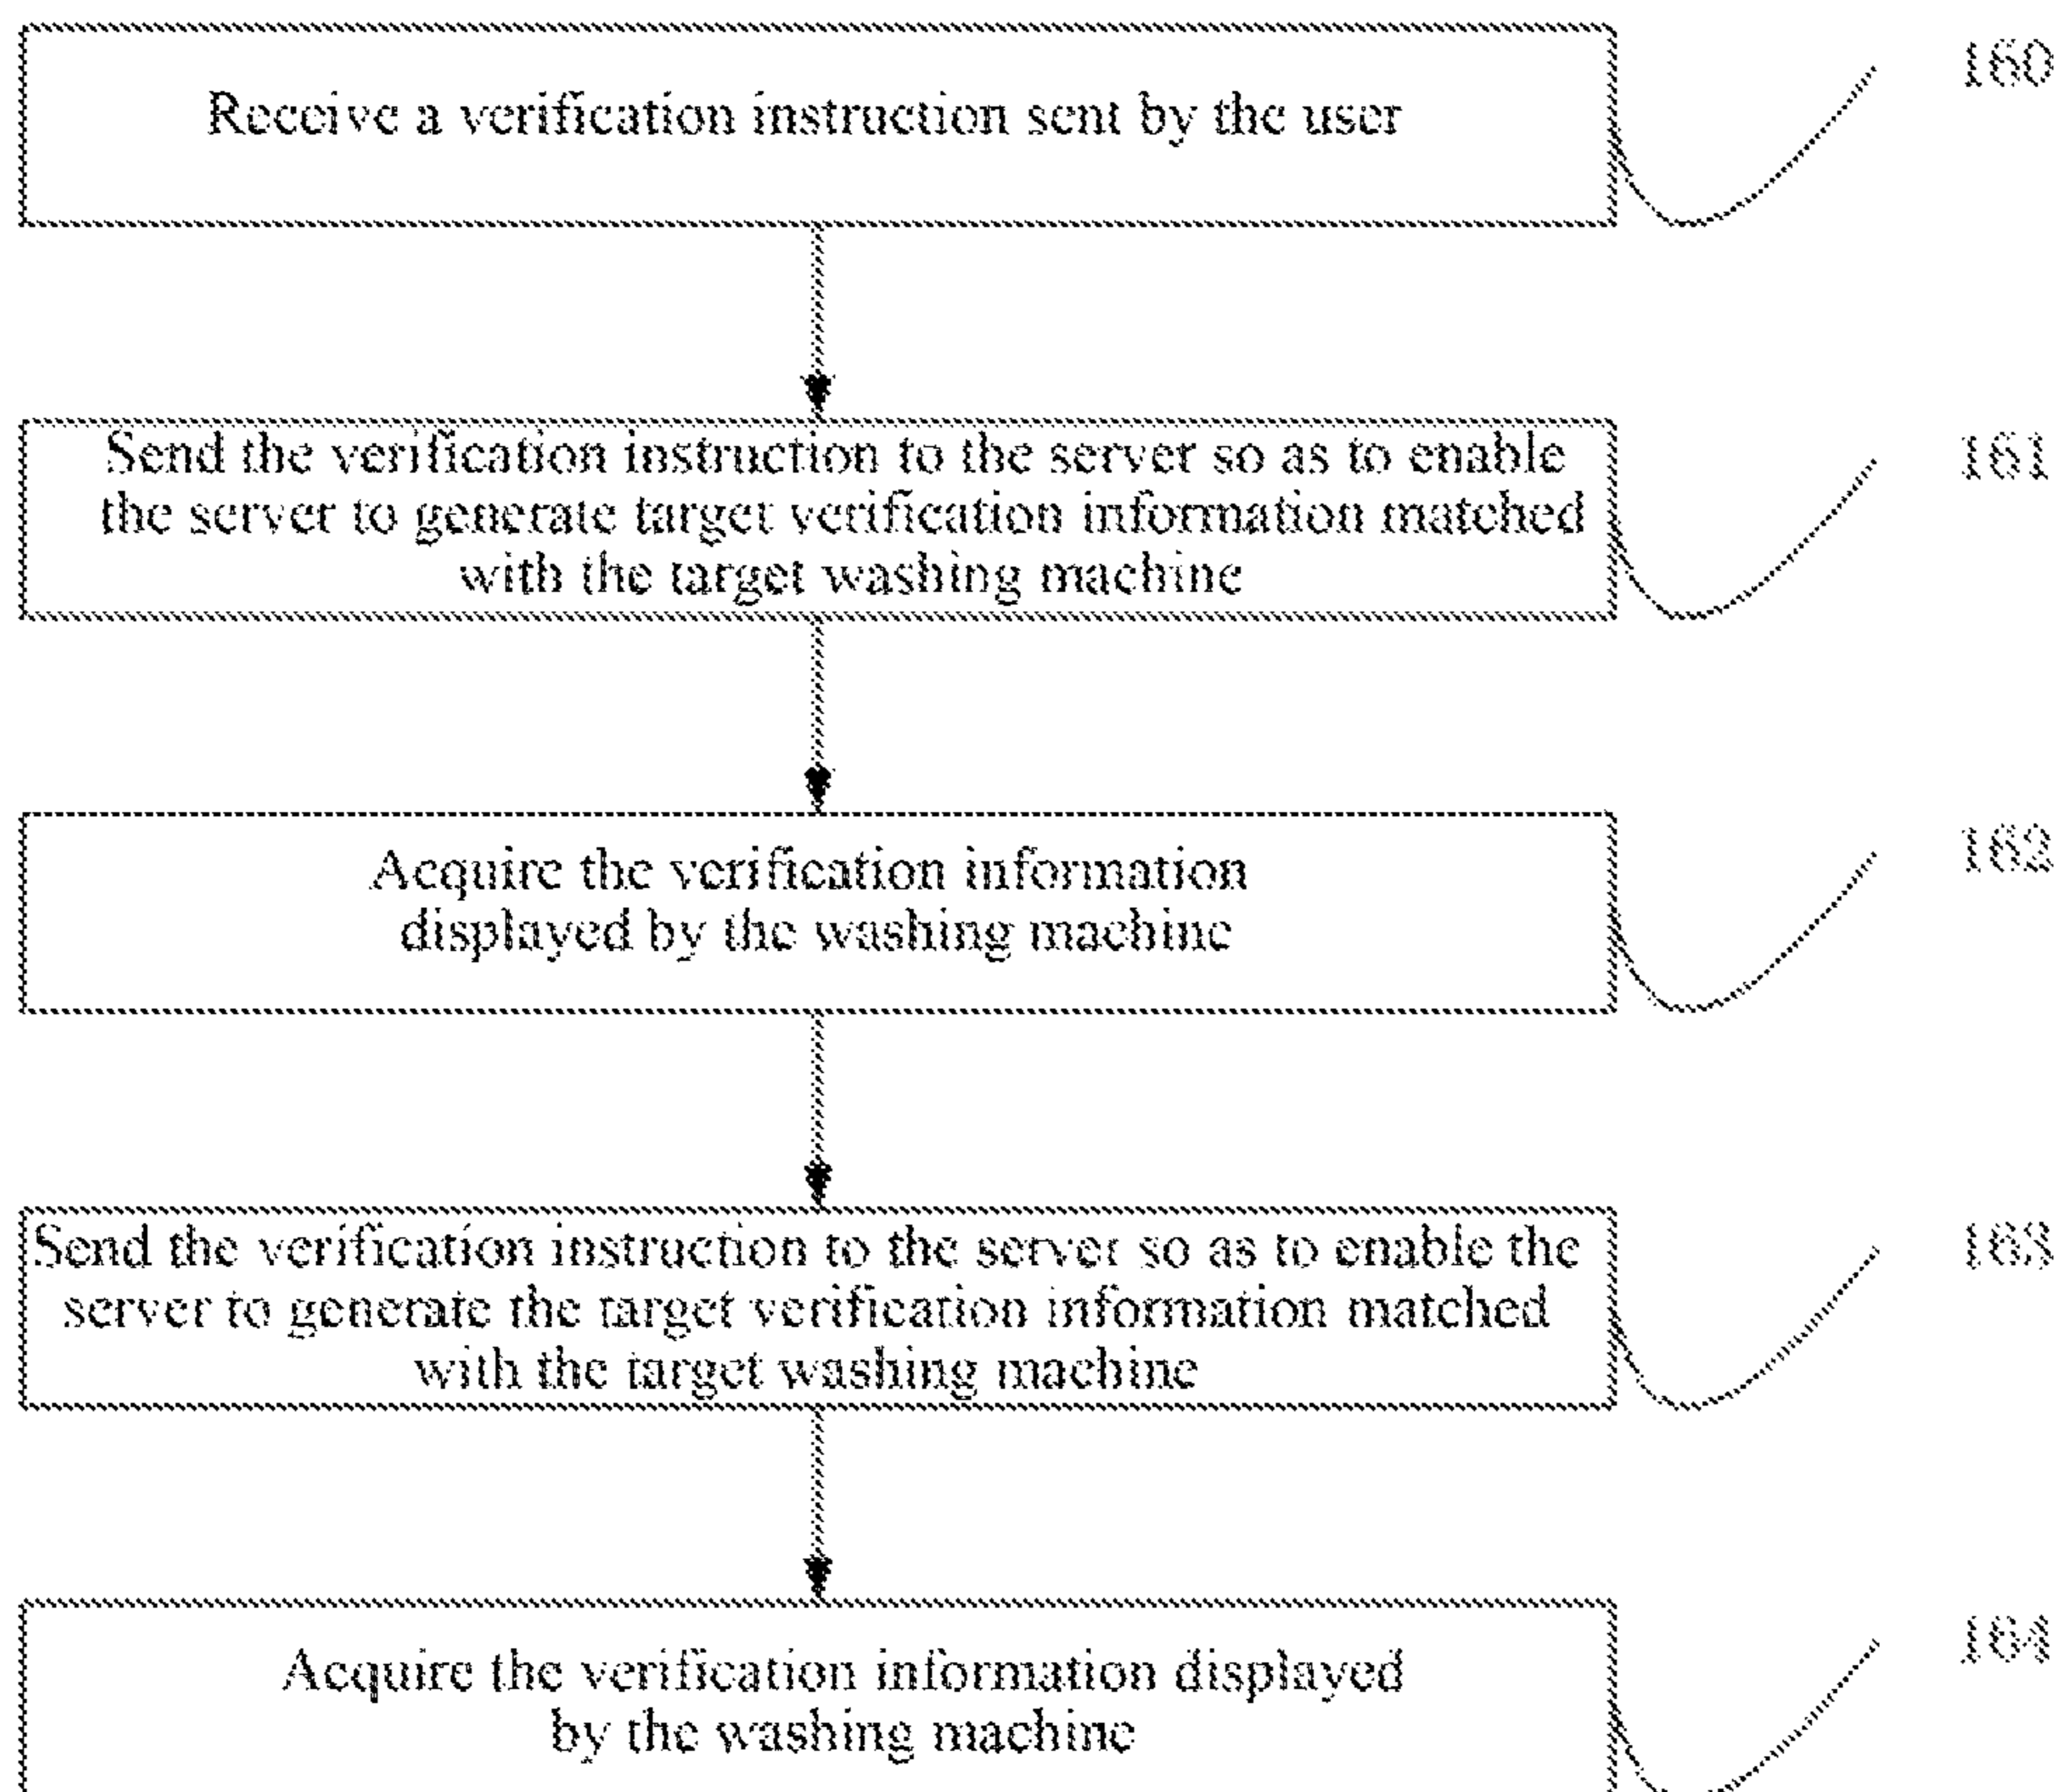 Receive a verification instruction sent by the user
160
Send the verification instruction to the server so as to enable
the server to generate target verification information matched
with the target washing machine
161
Acquire the verification information
displayed by the washing machine
162
Send the verification instruction to the server so as to enable the
server to generate the target verification information matched
with the target washing machine
163
Acquire the verification information displayed
by the washing machine
164